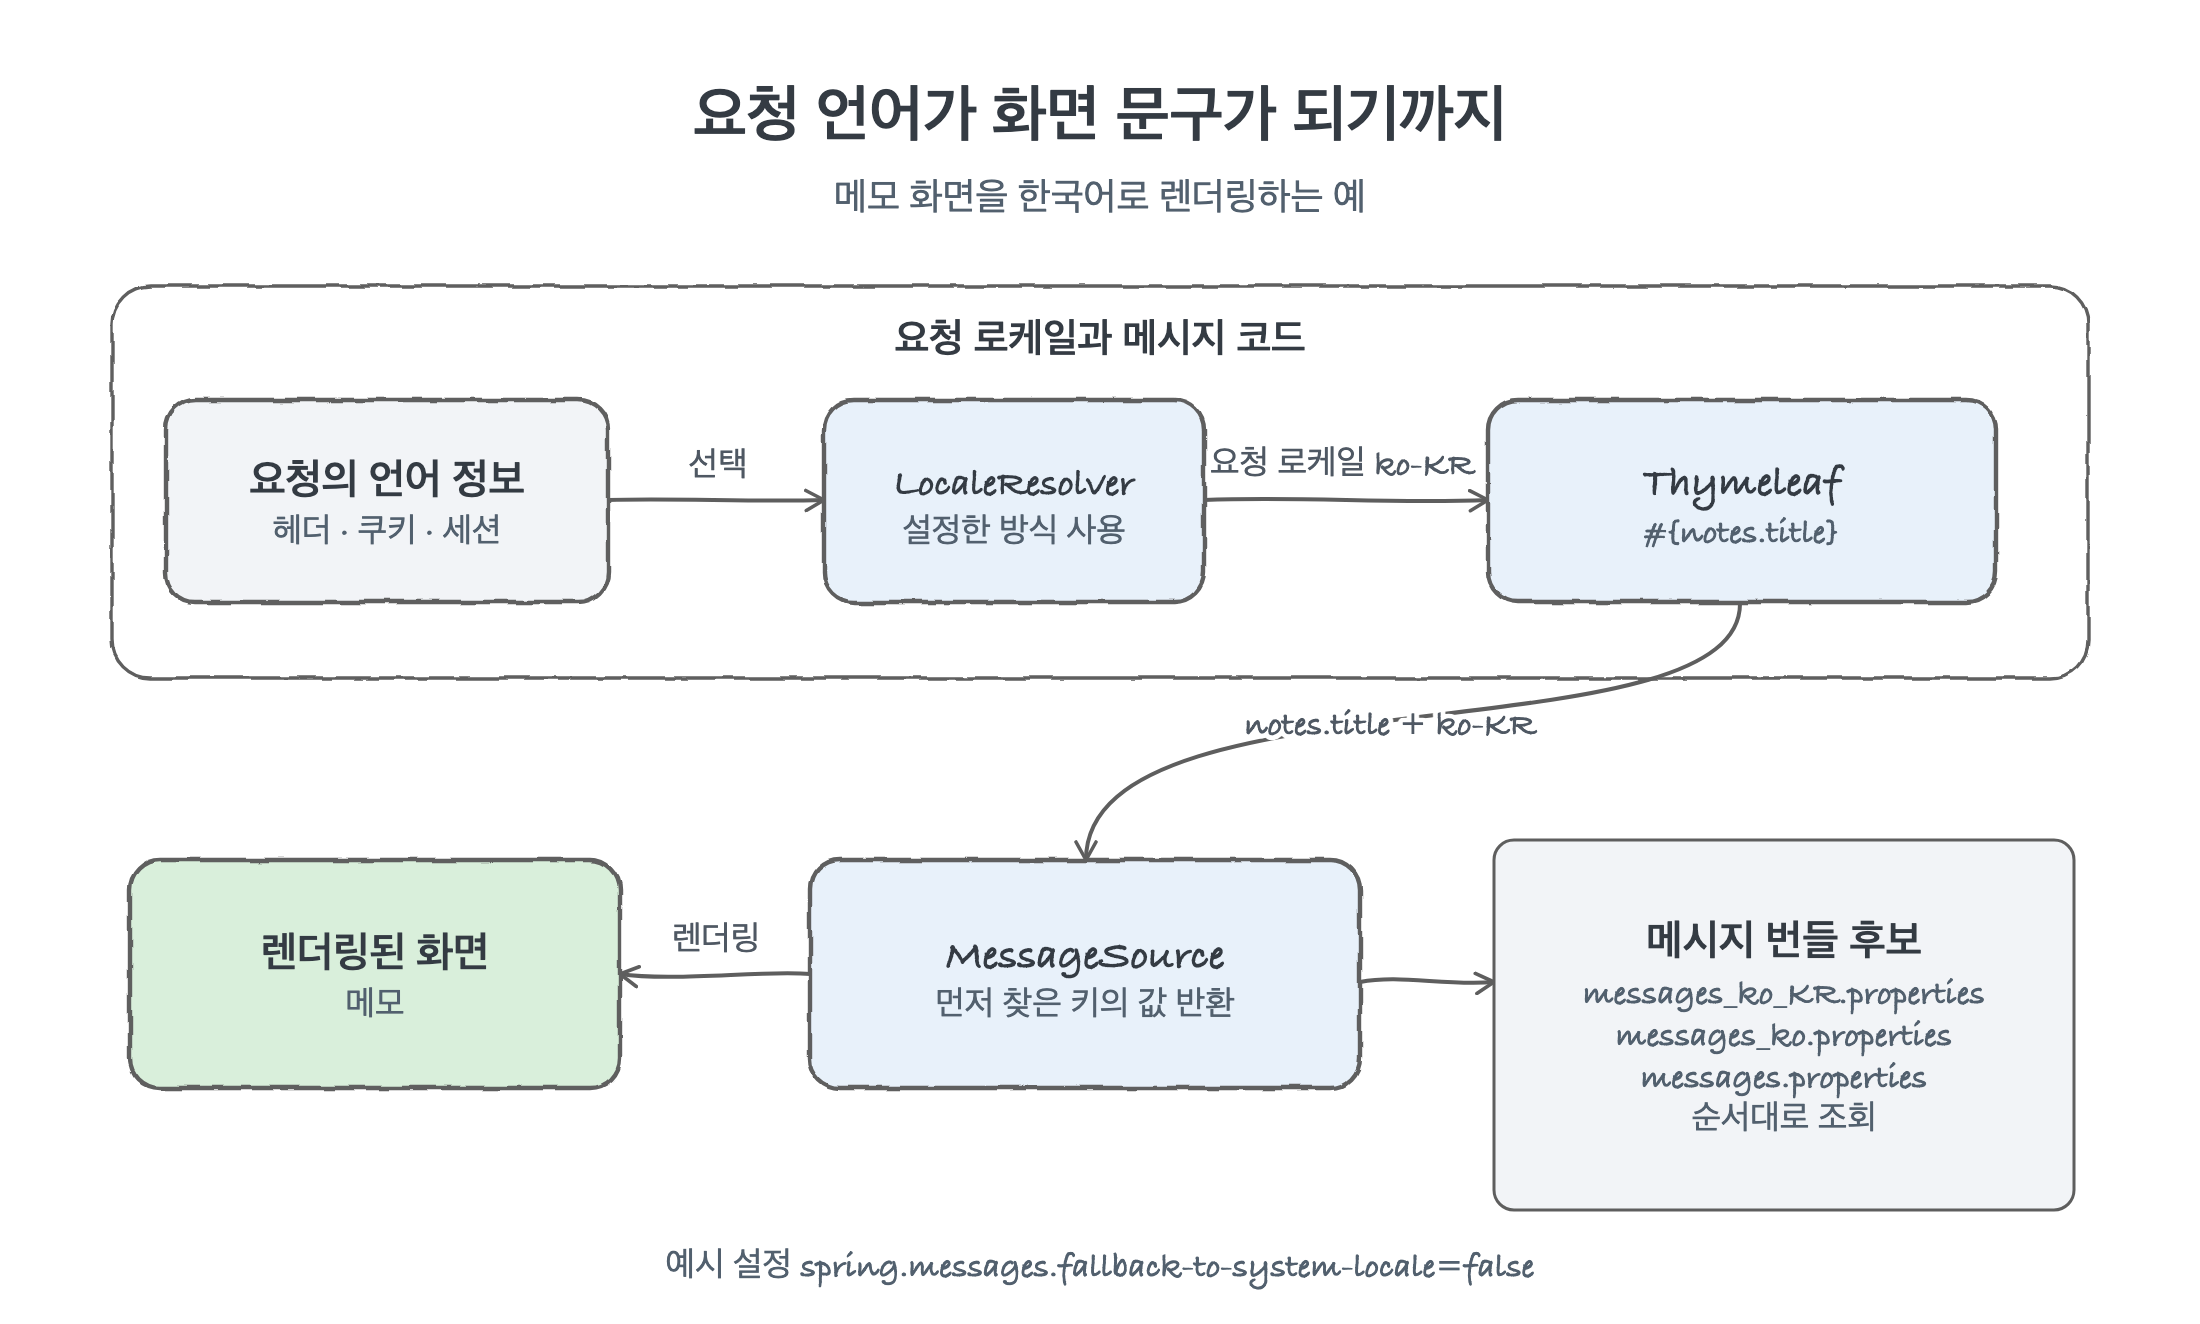 요청 언어가 화면 문구가 되기까지
메모 화면을 한국어로 렌더링하는 예
요청 로케일과 메시지 코드
요청의 언어 정보
헤더 · 쿠키 · 세션
선택
LocaleResolver
설정한 방식 사용
요청 로케일 ko-KR
Thymeleaf
#{notes.title}
notes.title + ko-KR
렌더링된 화면
메모
렌더링
MessageSource
먼저 찾은 키의 값 반환
메시지 번들 후보
messages_ko_KR.properties
messages_ko.properties
messages.properties
순서대로 조회
예시 설정 spring.messages.fallback-to-system-locale=false